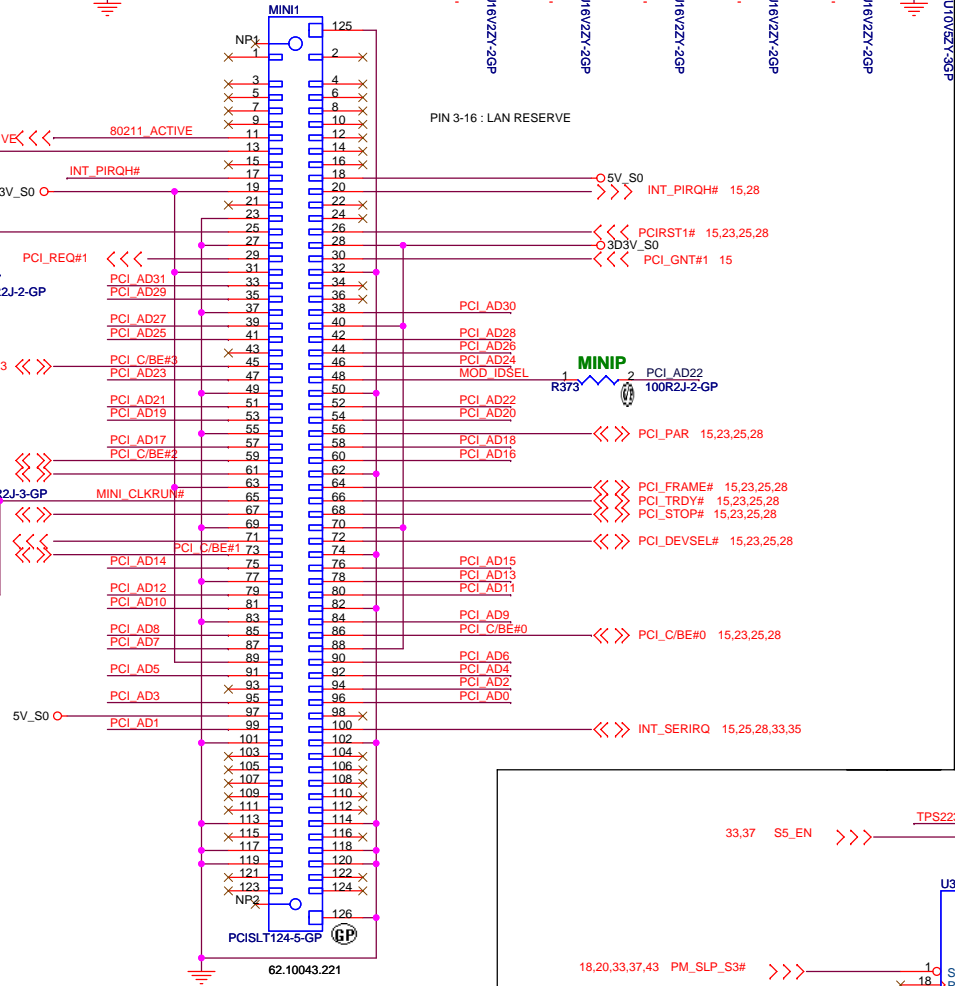 MINI1
U16V2ZY-2GP
U16V2ZY-2GP
U16V2ZY-2GP
U16V2ZY-2GP
U16V2ZY-2GP
U10V5ZY-3GP
125
NP1
1 2
3 4
5 6
7 8
9 10
PIN 3-16 : LAN RESERVE
VE 80211_ACTIVE 11 12
13 14
15 16
INT_PIRQH# 17 18 5V_S0
3V_S0 19 20 INT_PIRQH# 15,28
21 22
23 24
25 26 PCIRST1# 15,23,25,28
27 28 3D3V_S0
PCI_REQ#1 29 30 PCI_GNT#1 15
31 32
PCI_AD31 33 34
2J-2-GP PCI_AD29 35 36
37 38 PCI_AD30
PCI_AD27 39 40
PCI_AD25 41 42 PCI_AD28
43 44 PCI_AD26
3 PCI_C/BE#3 45 46 PCI_AD24
MINIP
PCI_AD23 47 48 MOD_IDSEL 1 2 PCI_AD22
R373 100R2J-2-GP
49 50
PCI_AD21 51 52 PCI_AD22
PCI_AD19 53 54 PCI_AD20
55 56 PCI_PAR 15,23,25,28
PCI_AD17 57 58 PCI_AD18
PCI_C/BE#2 59 60 PCI_AD16
61 62
63 64 PCI_FRAME# 15,23,25,28
2J-3-GP MINI_CLKRUN# 65 66 PCI_TRDY# 15,23,25,28
67 68 PCI_STOP# 15,23,25,28
69 70
71 72 PCI_DEVSEL# 15,23,25,28
PCI_C/BE#1 73 74
PCI_AD14 75 76 PCI_AD15
77 78 PCI_AD13
PCI_AD12 79 80 PCI_AD11
PCI_AD10 81 82
83 84 PCI_AD9
PCI_AD8 85 86 PCI_C/BE#0 PCI_C/BE#0 15,23,25,28
PCI_AD7 87 88
89 90 PCI_AD6
PCI_AD5 91 92 PCI_AD4
93 94 PCI_AD2
PCI_AD3 95 96 PCI_AD0
5V_S0 97 98
PCI_AD1 99 100 INT_SERIRQ 15,25,28,33,35
101 102
103 104
105 106
107 108
109 110
111 112
113 114
115 116
117 118
119 120
121 122
123 124
NP2
126
PCISLT124-5-GP GP
62.10043.221
TPS22
33,37 S5_EN
U3
18,20,33,37,43 PM_SLP_S3# 1
18